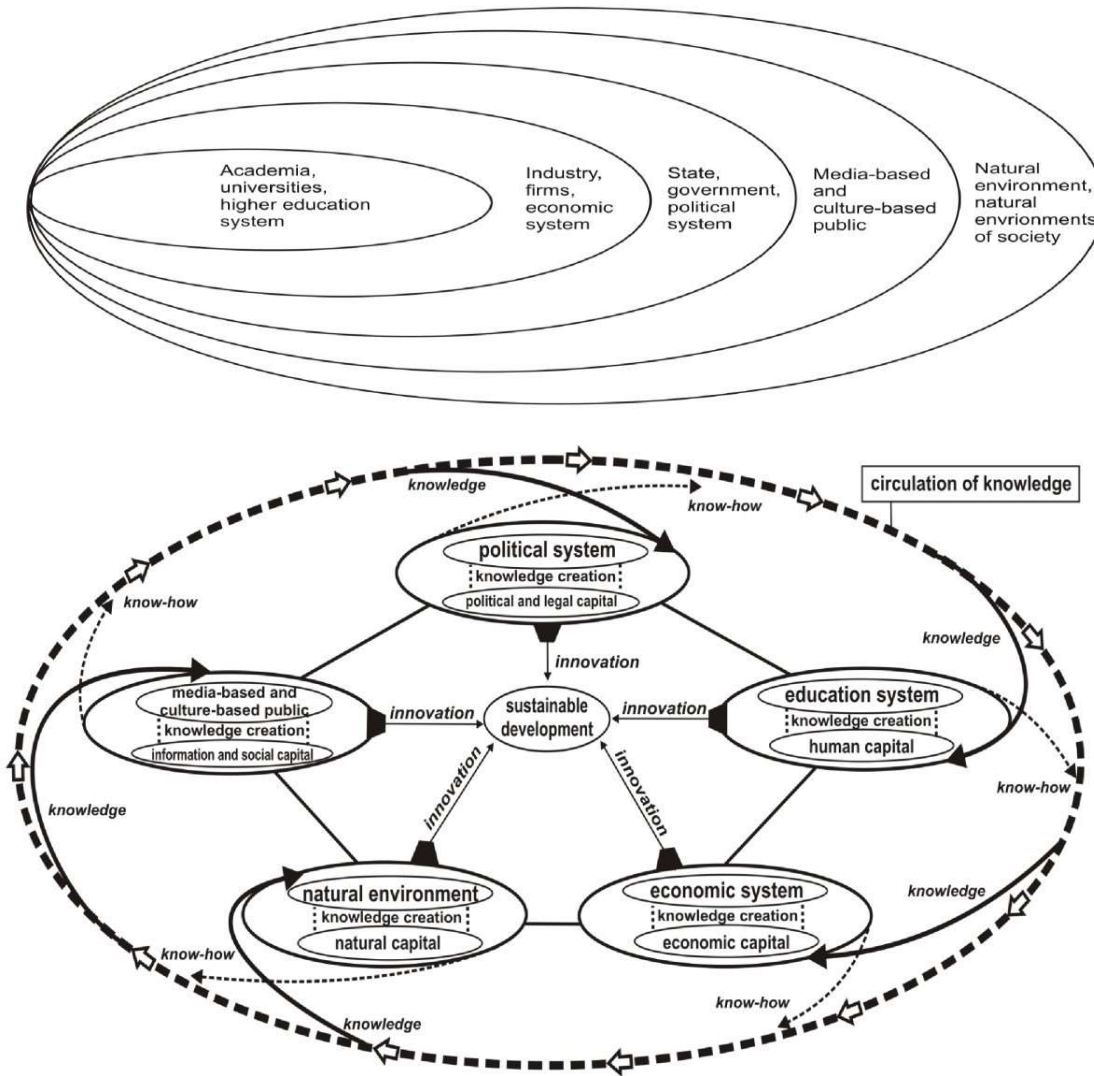 Academia,
universities,
higher education
system
Industry,
firms,
economic
system
State,
government,
political
system
Media-based
and
culture-based
public
Natural
environment,
natural
envrionments
of society
circulation of knowledge
knowledge
know-how
political system
knowledge creation
political and legal capital
innovation
know-how
media-based and
culture-based public
knowledge creation
information and social capital
innovation
sustainable
development
innovation
education system
knowledge creation
human capital
knowledge
know-how
knowledge
innovation
innovation
natural environment
knowledge creation
natural capital
know-how
knowledge
economic system
knowledge creation
economic capital
knowledge
know-how